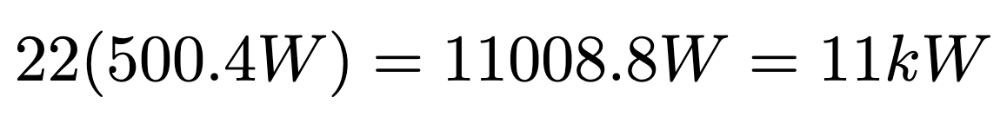 22(500.4W) = 11008.8W = 11kW